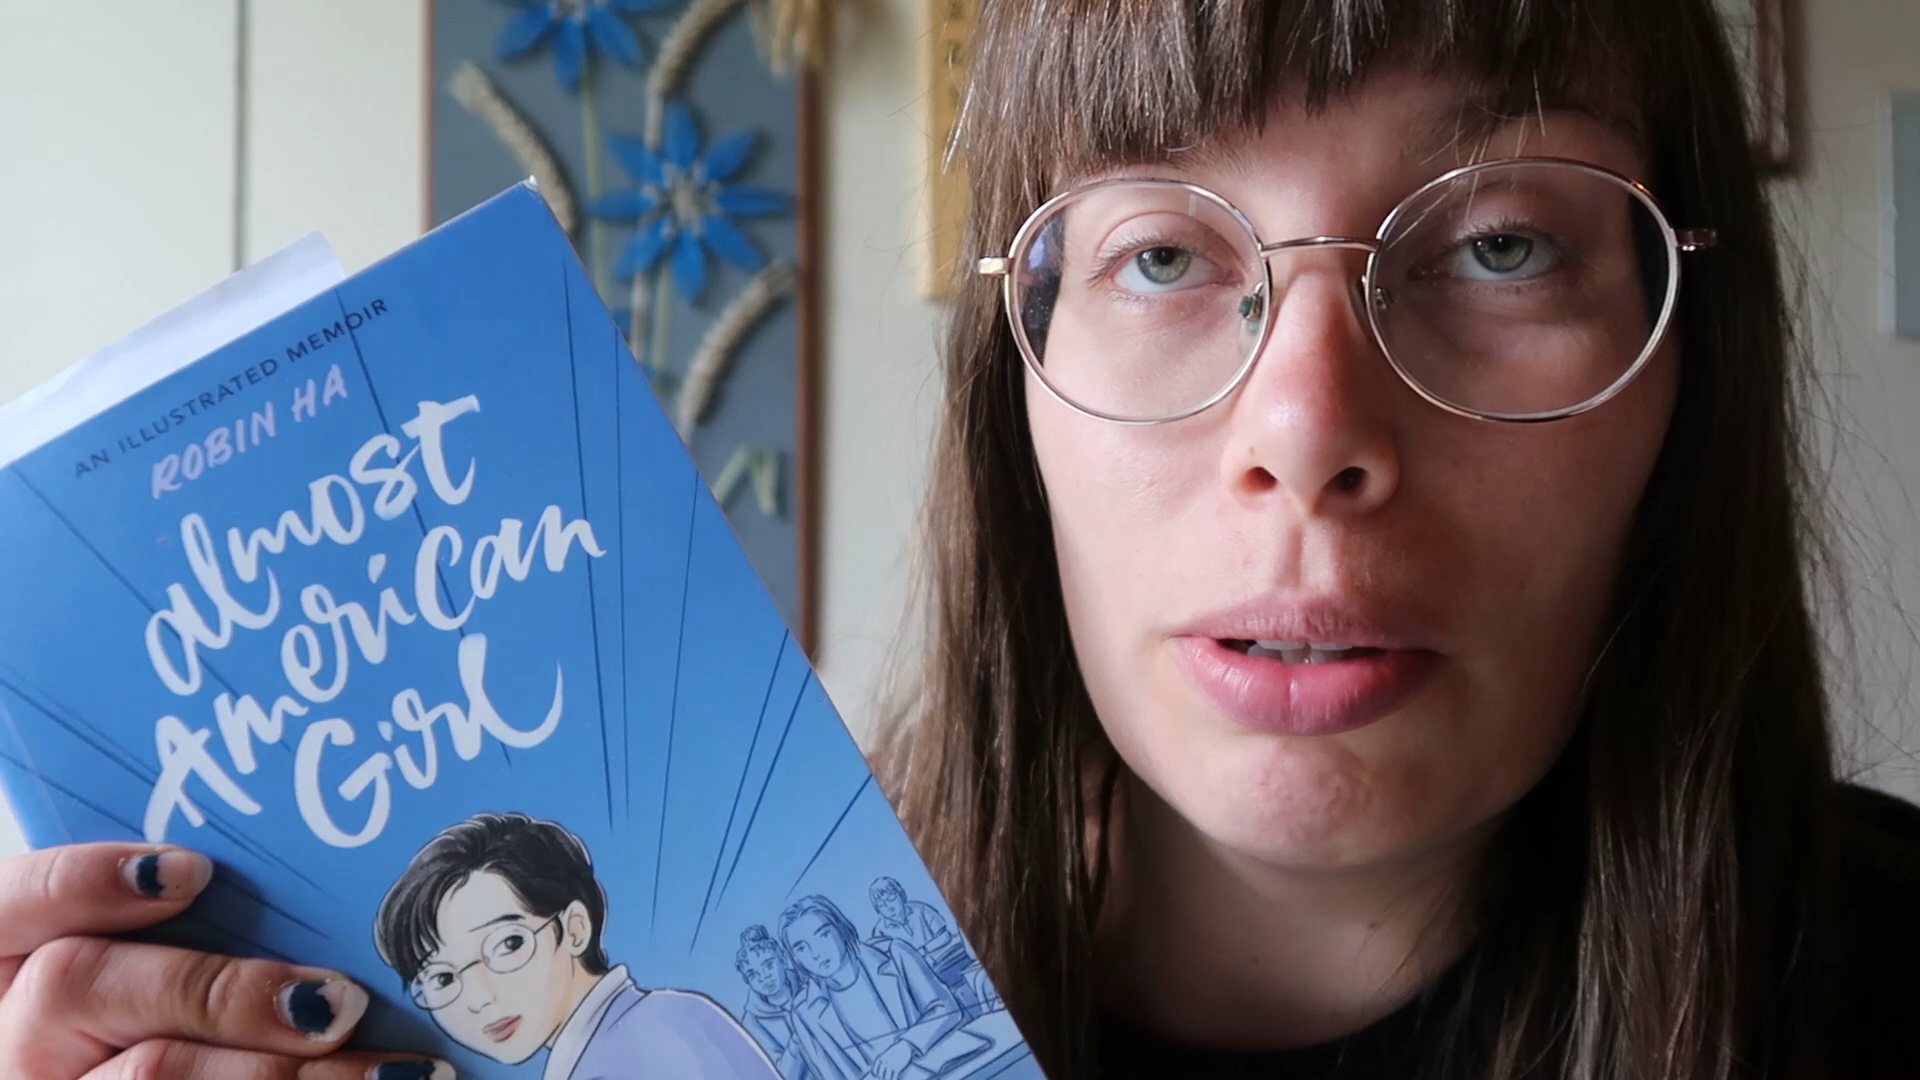 AN ILLUSTRATED MEMOIR
ROBIN HA
almost
American
Girl